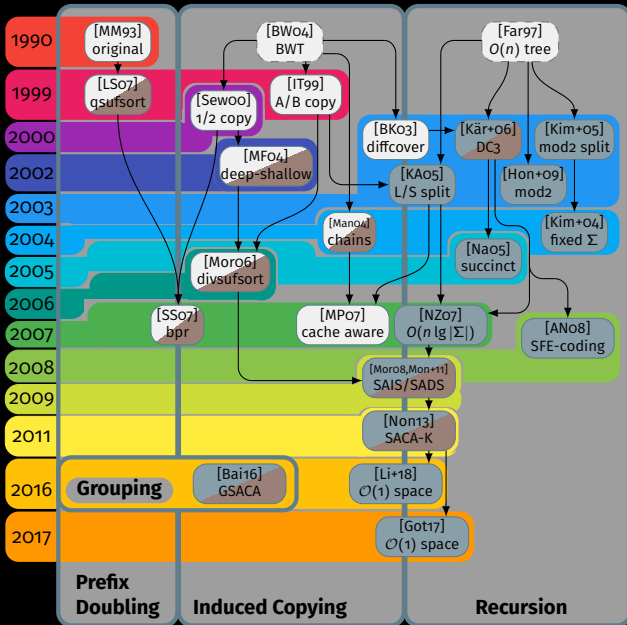 1990
[MM93]
original
[BW04]
BWT
[Far97]
O(n) tree
1999
[LS07]
qsufsort
[Sew00]
1/2 copy
[IT99]
A/B copy
2000
[BK03]
diffcover
[Kär+06]
DC3
[Kim+05]
mod2 split
2002
[MF04]
deep-shallow
[KA05]
L/S split
[Hon+09]
mod2
2003
2004
[Man04]
chains
[Kim+04]
fixed Σ
2005
[Mor06]
divsufsort
[Na05]
succinct
2006
2007
[SS07]
bpr
[MP07]
cache aware
[NZ07]
O(n lg |Σ|)
[AN08]
SFE-coding
2008
[Mor08,Mon+11]
SAIS/SADS
2009
2011
[Non13]
SACA-K
2016
Grouping
[Bai16]
GSACA
[Li+18]
O(1) space
2017
[Got17]
O(1) space
Prefix
Doubling
Induced Copying
Recursion